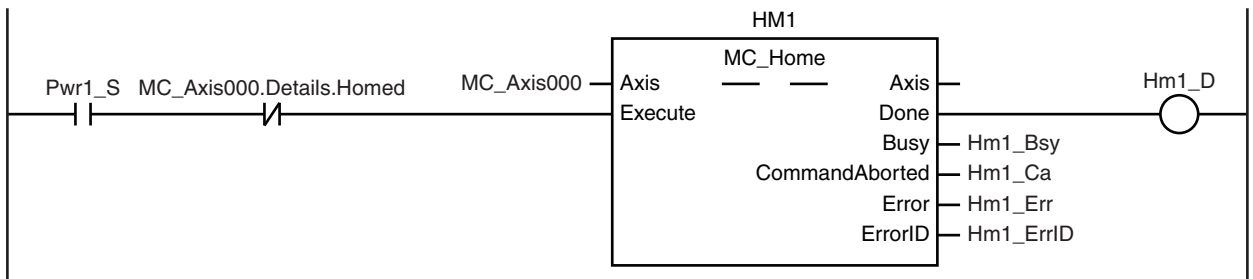 HM1
MC_Home
Pwr1_S MC_Axis000.Details.Homed MC_Axis000 Axis Axis Hm1_D
Execute Done
Busy Hm1_Bsy
CommandAborted Hm1_Ca
Error Hm1_Err
ErrorID Hm1_ErrID